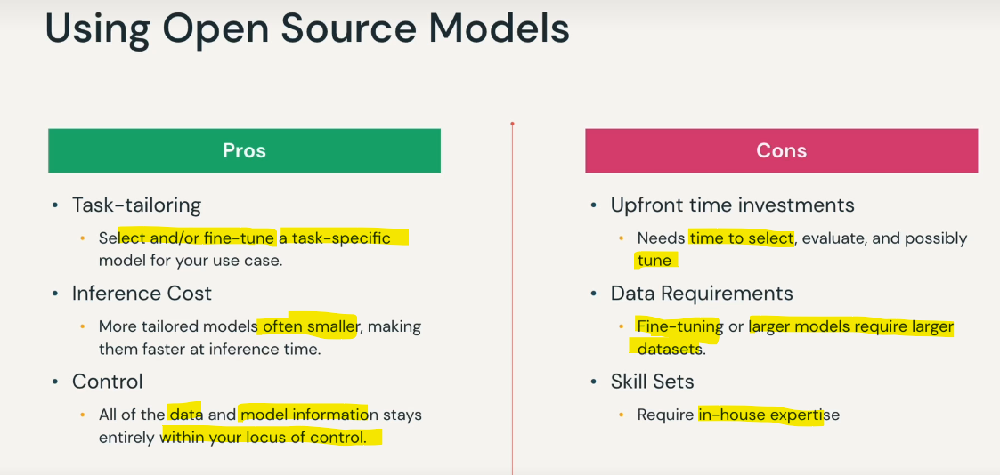 Using Open Source Models
Pros
• Task-tailoring
• Select and/or fine-tune a task-specific
model for your use case.
• Inference Cost
• More tailored models often smaller, making
them faster at inference time.
• Control
• All of the data and model information stays
entirely within your locus of control.
Cons
• Upfront time investments
• Needs time to select, evaluate, and possibly
tune
• Data Requirements
• Fine-tuning or larger models require larger
datasets.
• Skill Sets
• Require in-house expertise